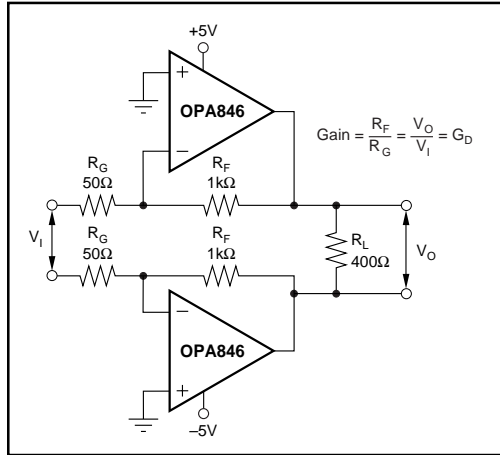 +5V
+
OPA846
−
Gain = R_F/R_G = V_O/V_I = G_D
R_G
50Ω
R_F
1kΩ
V_I
R_G
50Ω
R_F
1kΩ
R_L
400Ω
V_O
−
OPA846
+
−5V